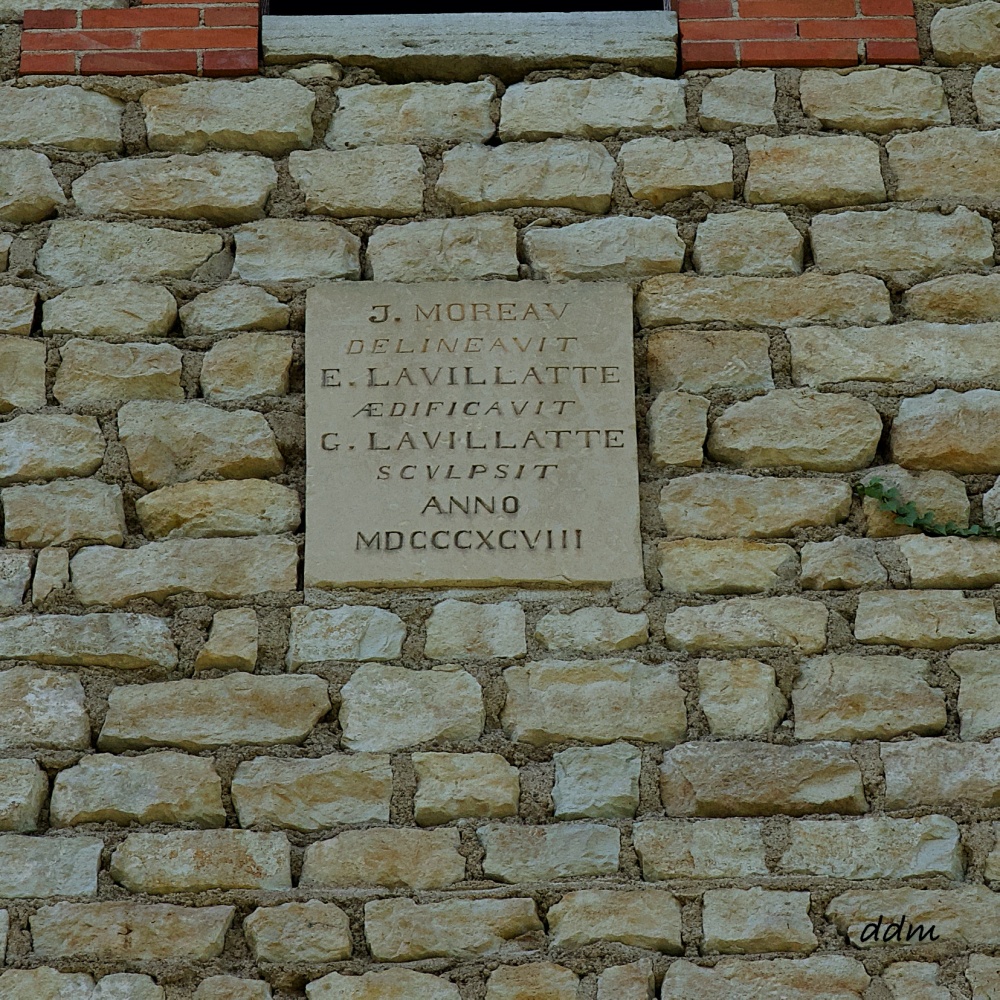 J. MOREAV
DELINEAVIT
E. LAVILLATTE
ÆDIFICAVIT
G. LAVILLATTE
SCVLPSIT
ANNO
MDCCCXCVIII
ddm